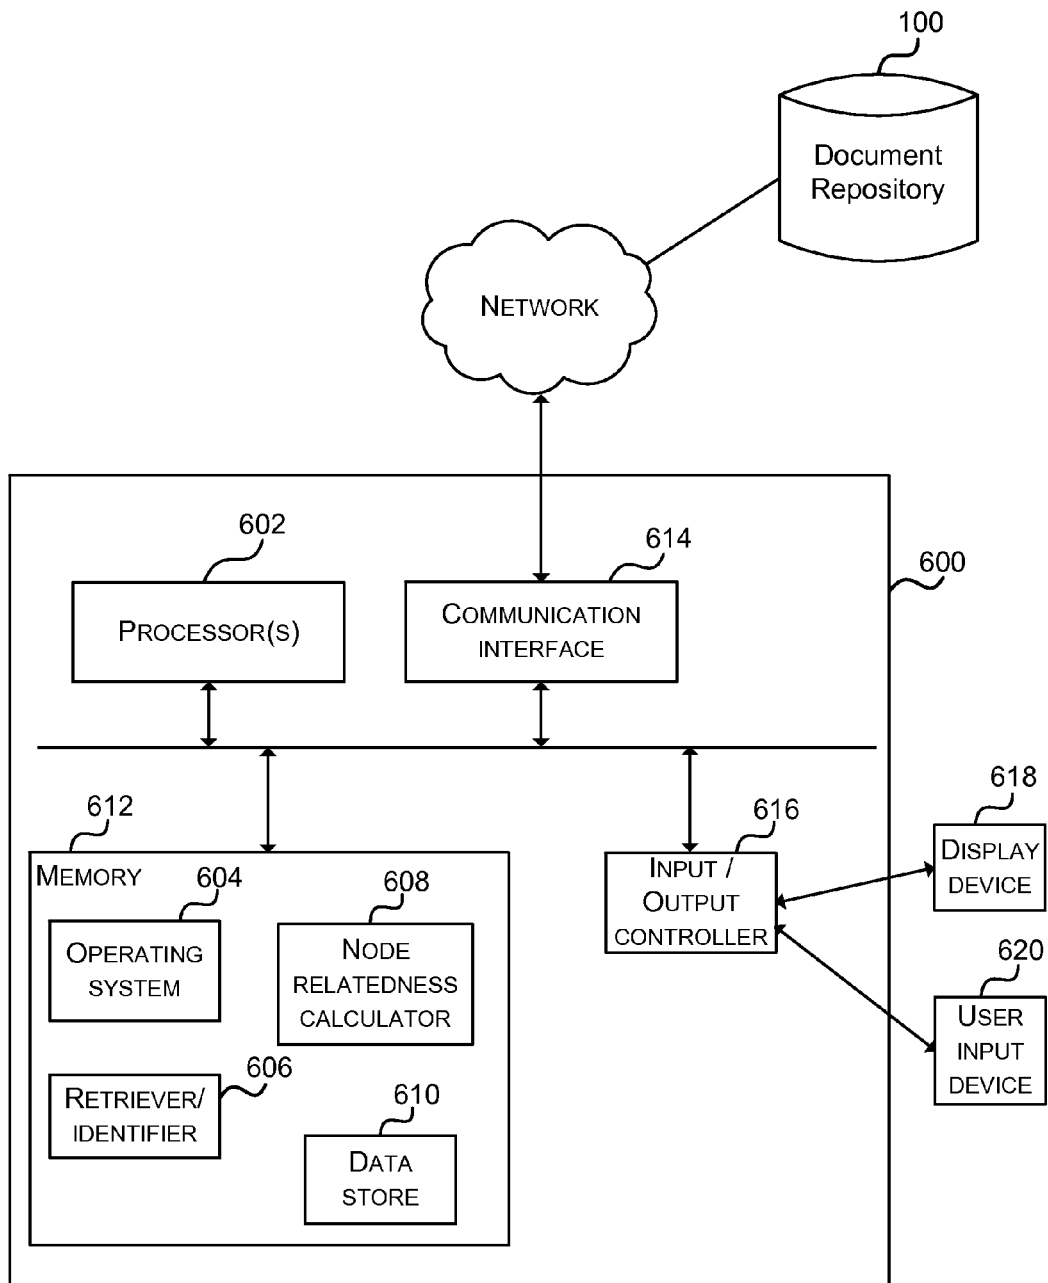 100
Document
Repository
NETWORK
602
614
600
PROCESSOR(S)
COMMUNICATION
INTERFACE
612
616
618
MEMORY
604
608
INPUT /
OUTPUT
CONTROLLER
DISPLAY
DEVICE
OPERATING
SYSTEM
NODE
RELATEDNESS
CALCULATOR
620
USER
INPUT
DEVICE
606
RETRIEVER/
IDENTIFIER
610
DATA
STORE